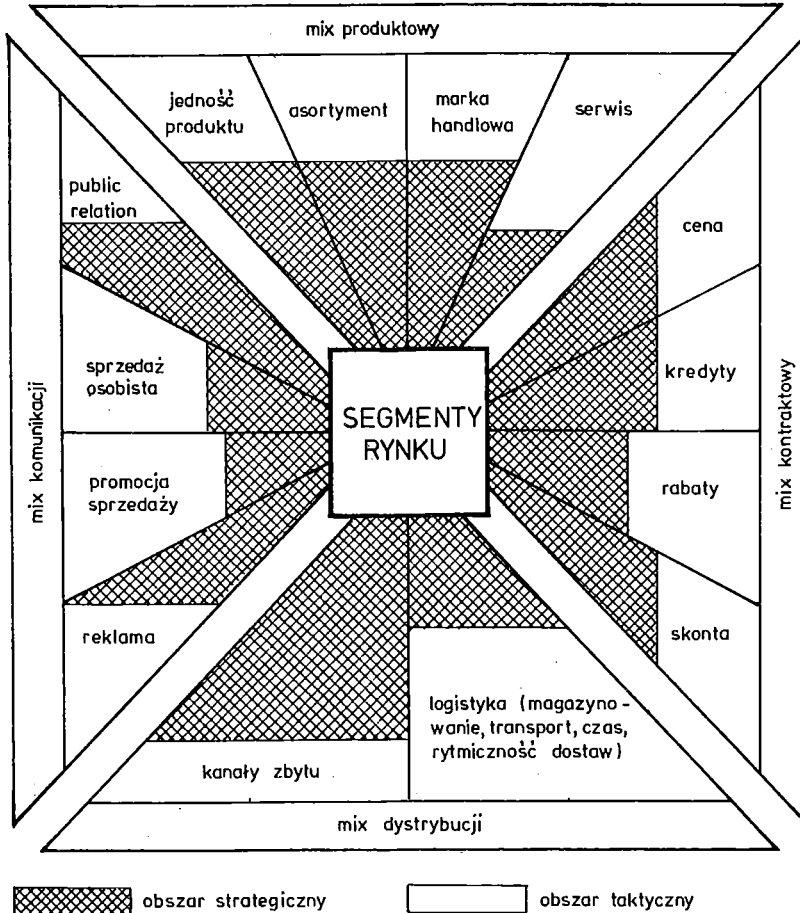 mix produktowy
jedność
produktu
asortyment
marka
handlowa
serwis
public
relation
cena
sprzedaż
osobista
kredyty
SEGMENTY
RYNKU
mix komunikacji
mix kontraktowy
promocja
sprzedaży
rabaty
reklama
skonta
logistyka (magazyno-
wanie, transport, czas,
rytmiczność dostaw)
kanały zbytu
mix dystrybucji
obszar strategiczny
obszar taktyczny